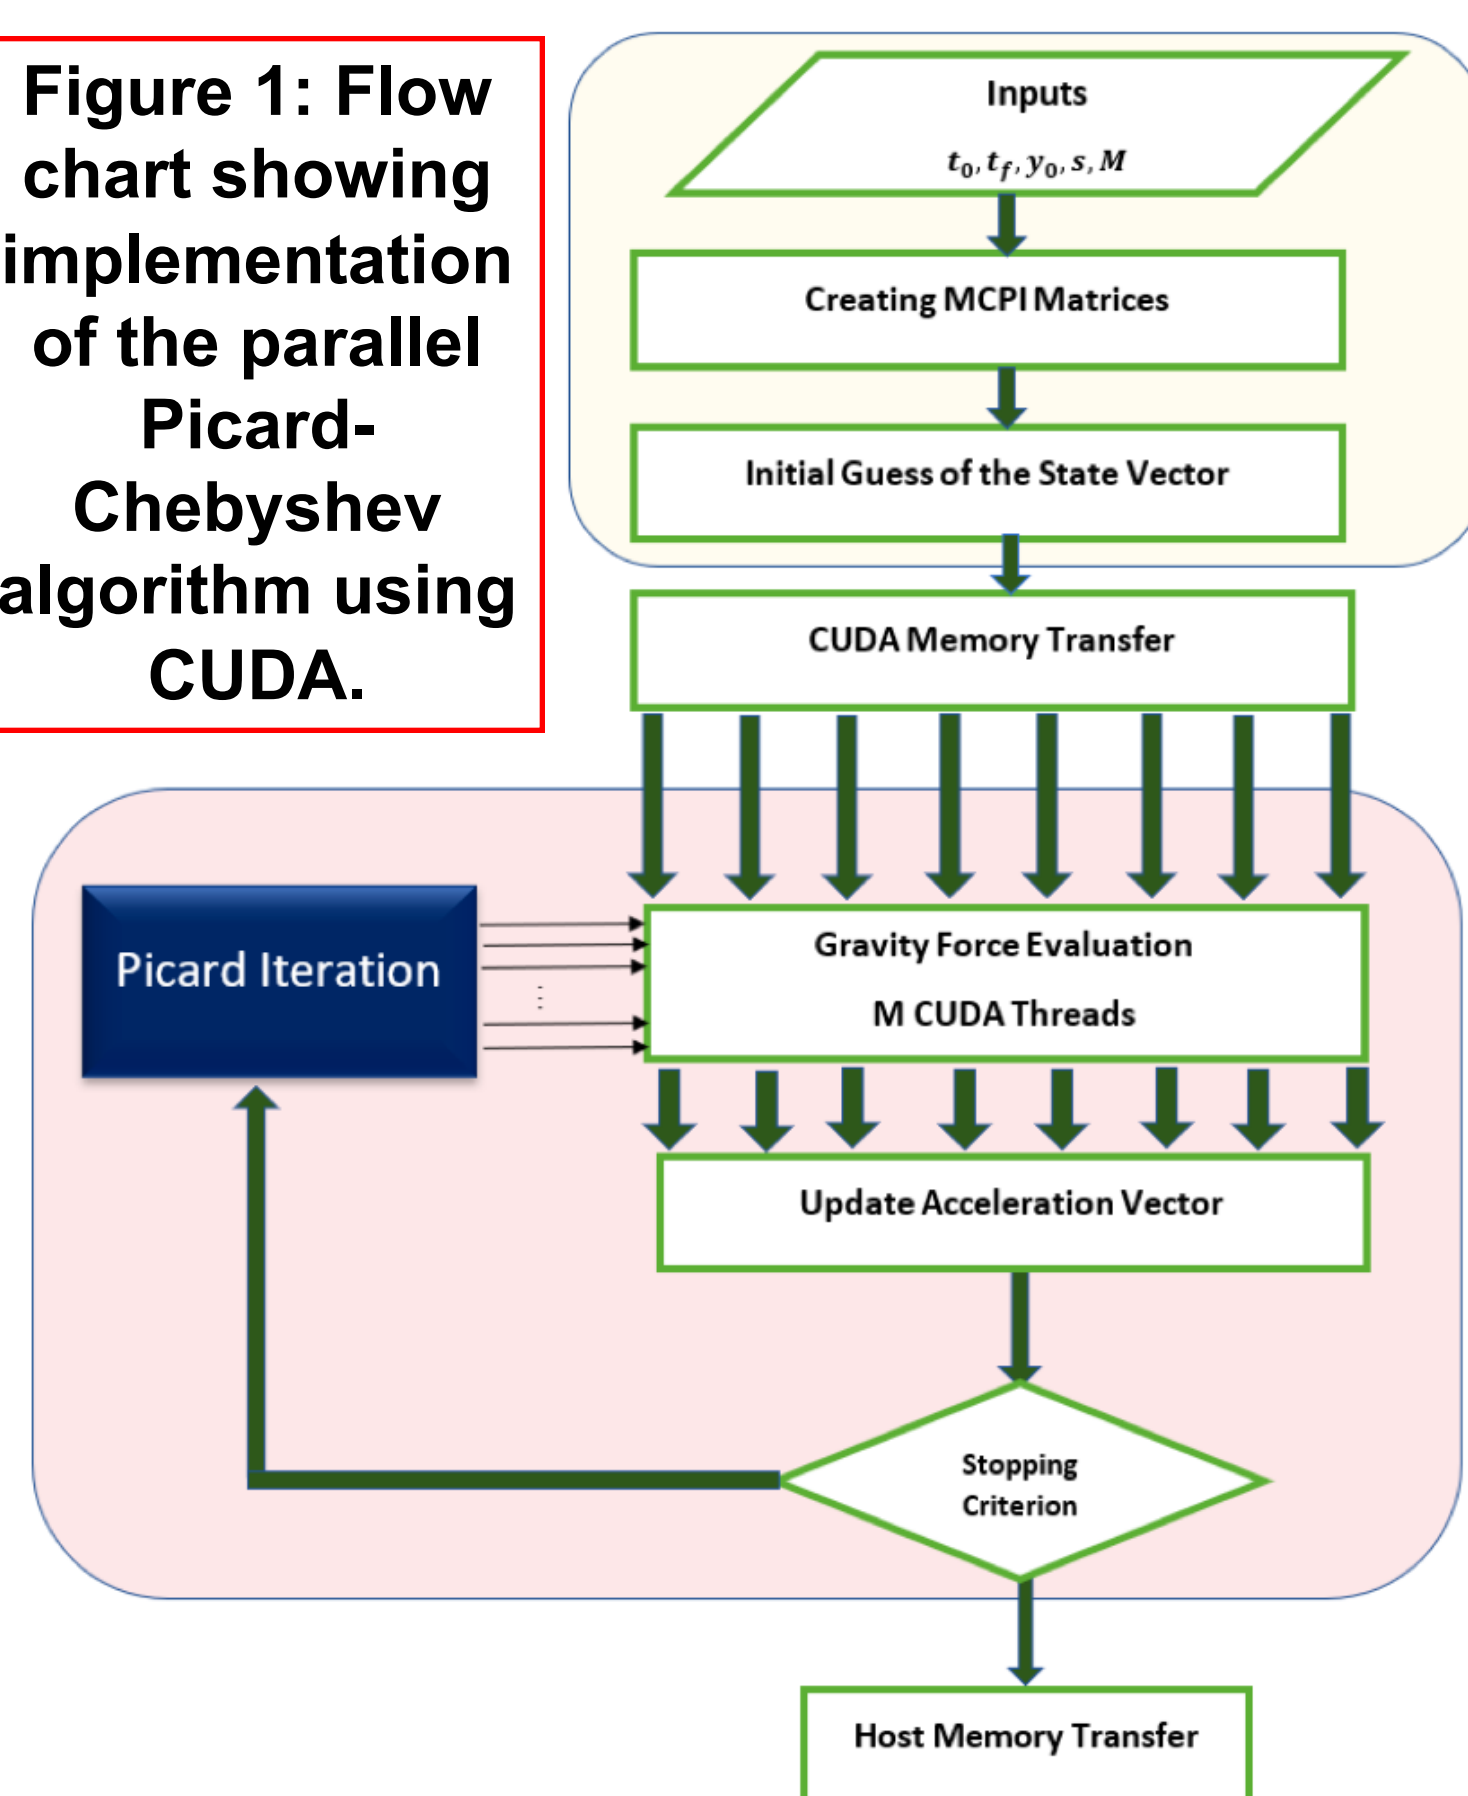 Figure 1: Flow
chart showing
implementation
of the parallel
Picard-
Chebyshev
algorithm using
CUDA.
Inputs
t₀, t_f, y₀, s, M
Creating MCPI Matrices
Initial Guess of the State Vector
CUDA Memory Transfer
Picard Iteration
Gravity Force Evaluation
M CUDA Threads
Update Acceleration Vector
Stopping
Criterion
Host Memory Transfer